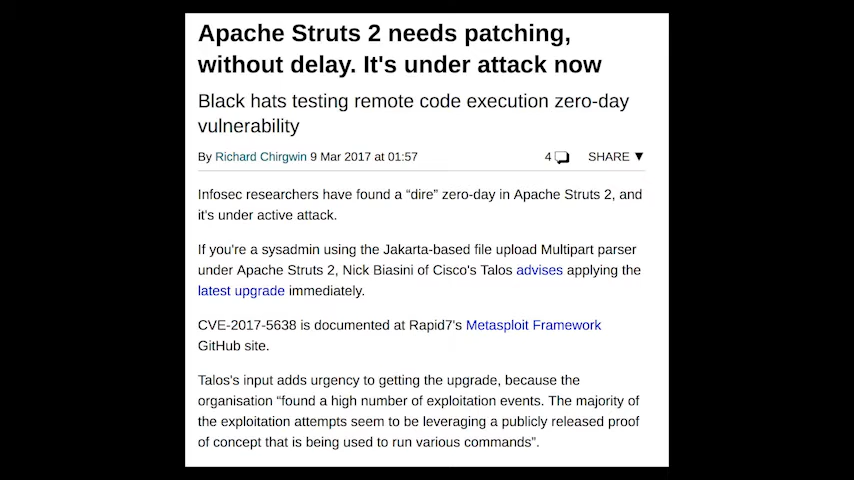 Apache Struts 2 needs patching,
without delay. It's under attack now
Black hats testing remote code execution zero-day
vulnerability
By Richard Chirgwin 9 Mar 2017 at 01:57
4
SHARE ▼
Infosec researchers have found a “dire” zero-day in Apache Struts 2, and
it's under active attack.
If you're a sysadmin using the Jakarta-based file upload Multipart parser
under Apache Struts 2, Nick Biasini of Cisco's Talos advises applying the
latest upgrade immediately.
CVE-2017-5638 is documented at Rapid7's Metasploit Framework
GitHub site.
Talos's input adds urgency to getting the upgrade, because the
organisation “found a high number of exploitation events. The majority of
the exploitation attempts seem to be leveraging a publicly released proof
of concept that is being used to run various commands”.